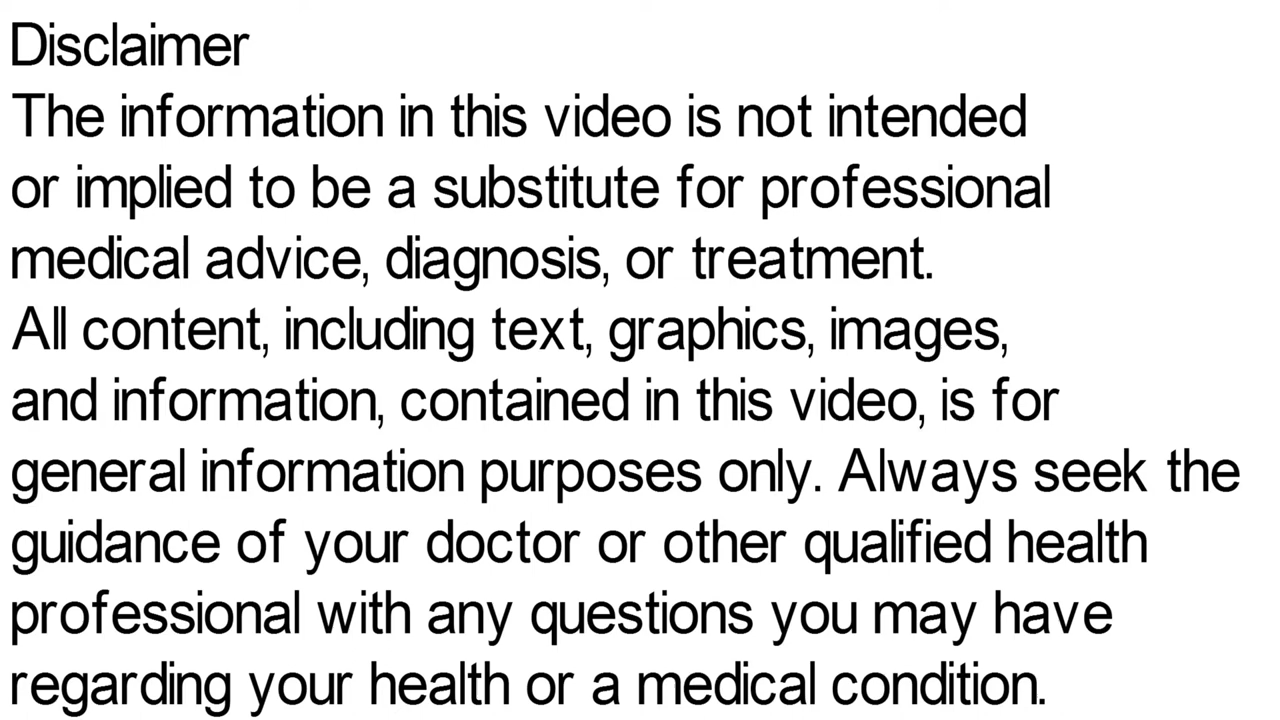 Disclaimer
The information in this video is not intended
or implied to be a substitute for professional
medical advice, diagnosis, or treatment.
All content, including text, graphics, images,
and information, contained in this video, is for
general information purposes only. Always seek the
guidance of your doctor or other qualified health
professional with any questions you may have
regarding your health or a medical condition.